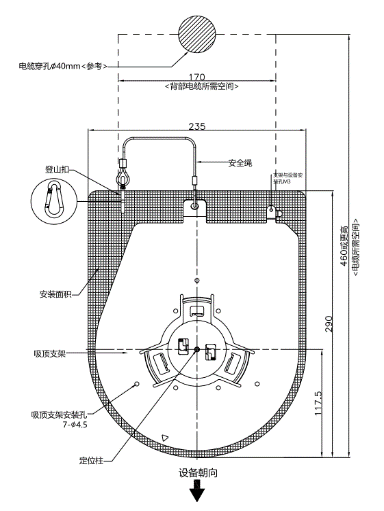 电缆穿孔ø40mm<参考>
170
<背部电缆所需空间>
235
登山扣
安全绳
安装面积
460或更高
<电缆所需空间>
290
吸顶支架
117.5
吸顶支架安装孔
7-ø4.5
定位柱
设备朝向